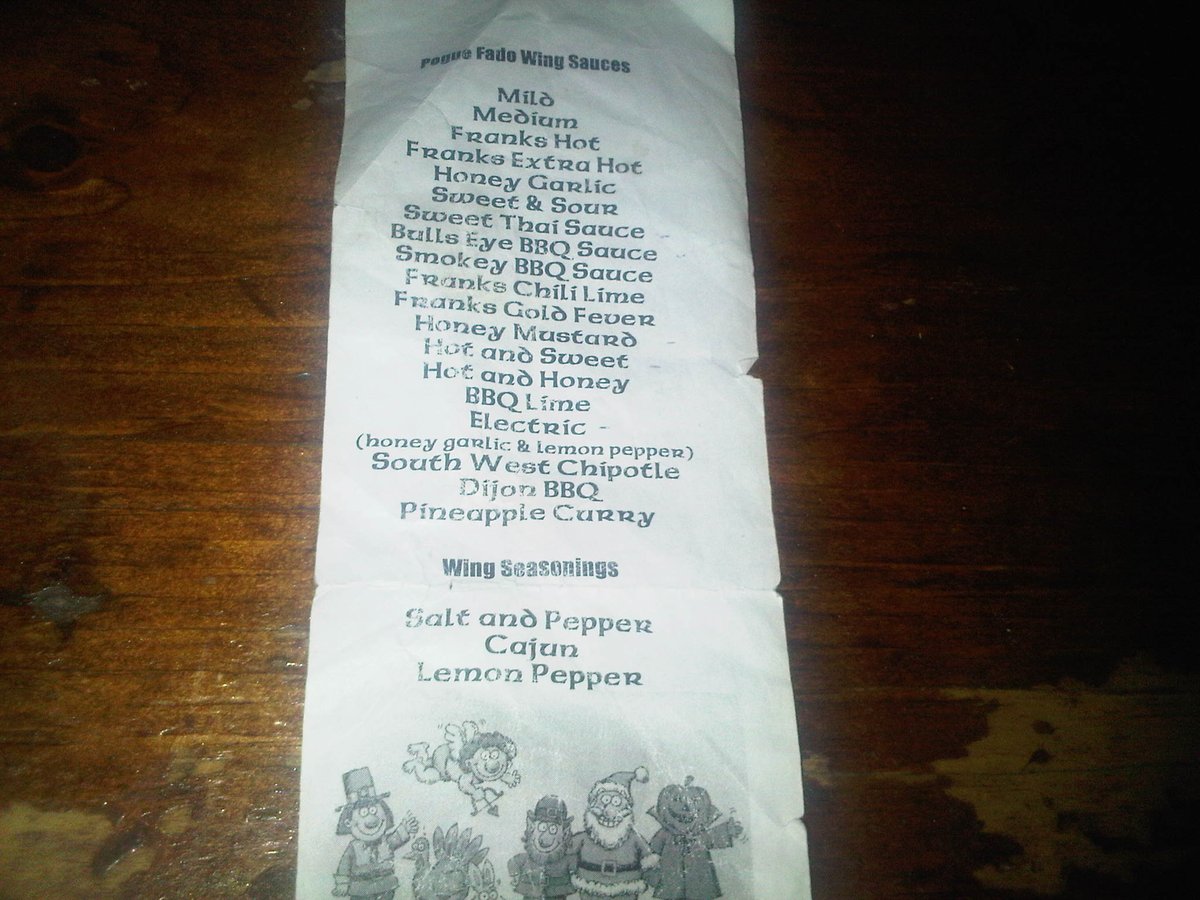 Pogue Fado Wing Sauces
Mild
Medium
Franks Hot
Franks Extra Hot
Honey Garlic
Sweet & Sour
Sweet Thai Sauce
Bulls Eye BBQ Sauce
Smokey BBQ Sauce
Franks Chili Lime
Franks Gold Fever
Honey Mustard
Hot and Sweet
Hot and Honey
BBQ Lime
Electric
(honey garlic & lemon pepper)
South West Chipotle
Dijon BBQ
Pineapple Curry
Wing Seasonings
Salt and Pepper
Cajun
Lemon Pepper